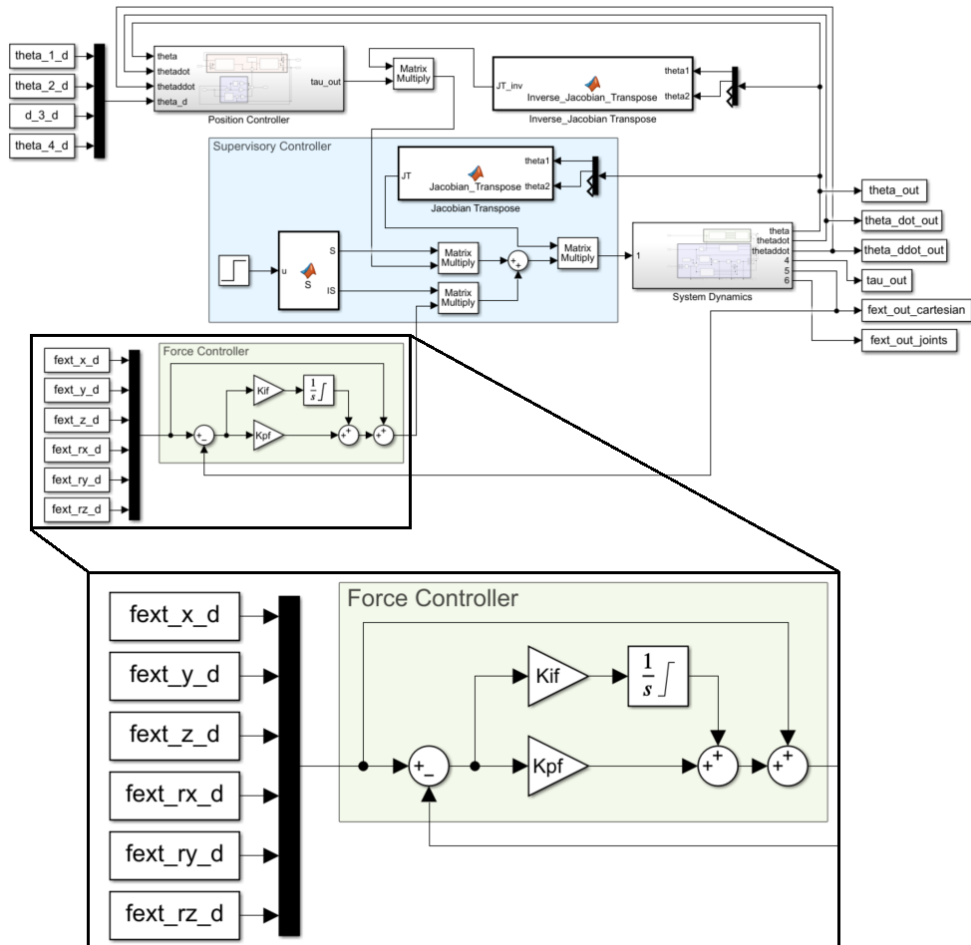 theta_1_d
theta_2_d
d_3_d
theta_4_d
theta
thetadot
thetaddot
theta_d
tau_out
Position Controller
Matrix
Multiply
JT_inv
Inverse_Jacobian_Transpose
theta1
theta2
Inverse_Jacobian Transpose
Supervisory Controller
JT
Jacobian_Transpose
theta1
theta2
Jacobian Transpose
u
S
S
IS
Matrix
Multiply
Matrix
Multiply
+
+
Matrix
Multiply
1
theta
thetadot
thetaddot
4
5
6
System Dynamics
theta_out
theta_dot_out
theta_ddot_out
tau_out
fext_out_cartesian
fext_out_joints
fext_x_d
fext_y_d
fext_z_d
fext_rx_d
fext_ry_d
fext_rz_d
Force Controller
Kif
1
s
+
−
Kpf
+
+
+
+
Force Controller
fext_x_d
fext_y_d
fext_z_d
fext_rx_d
fext_ry_d
fext_rz_d
Kif
1
s
+
−
Kpf
+
+
+
+